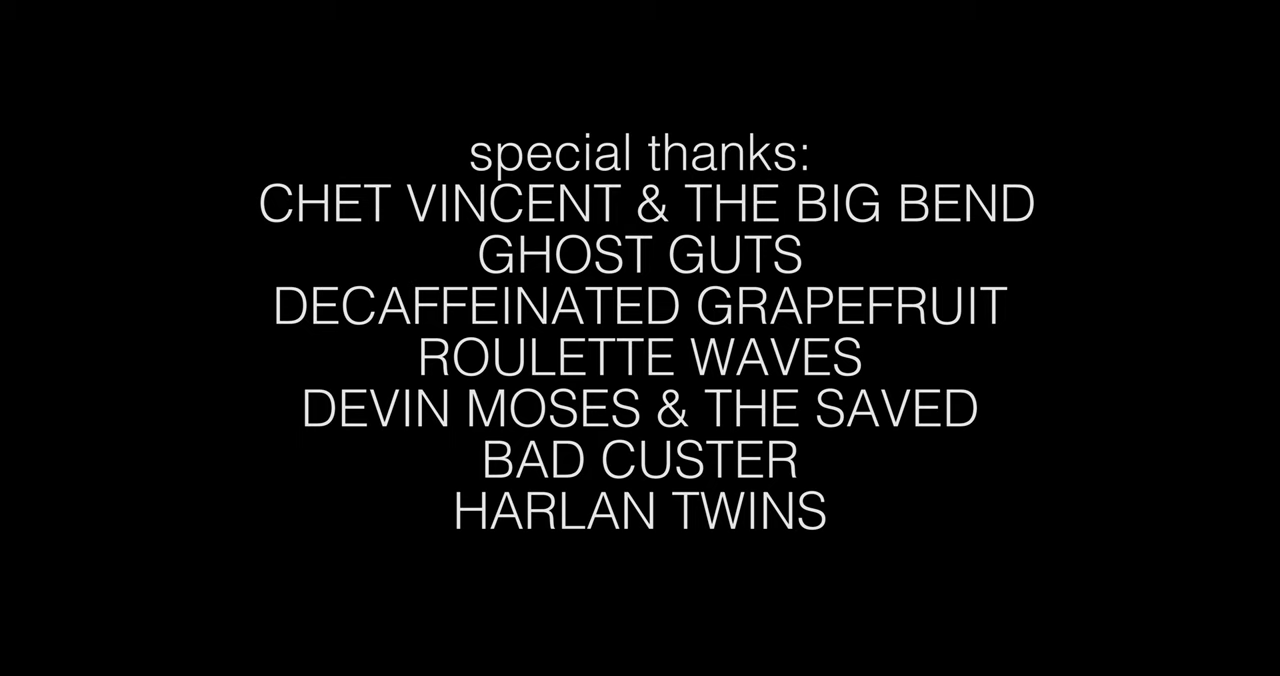 special thanks:
CHET VINCENT & THE BIG BEND
GHOST GUTS
DECAFFEINATED GRAPEFRUIT
ROULETTE WAVES
DEVIN MOSES & THE SAVED
BAD CUSTER
HARLAN TWINS